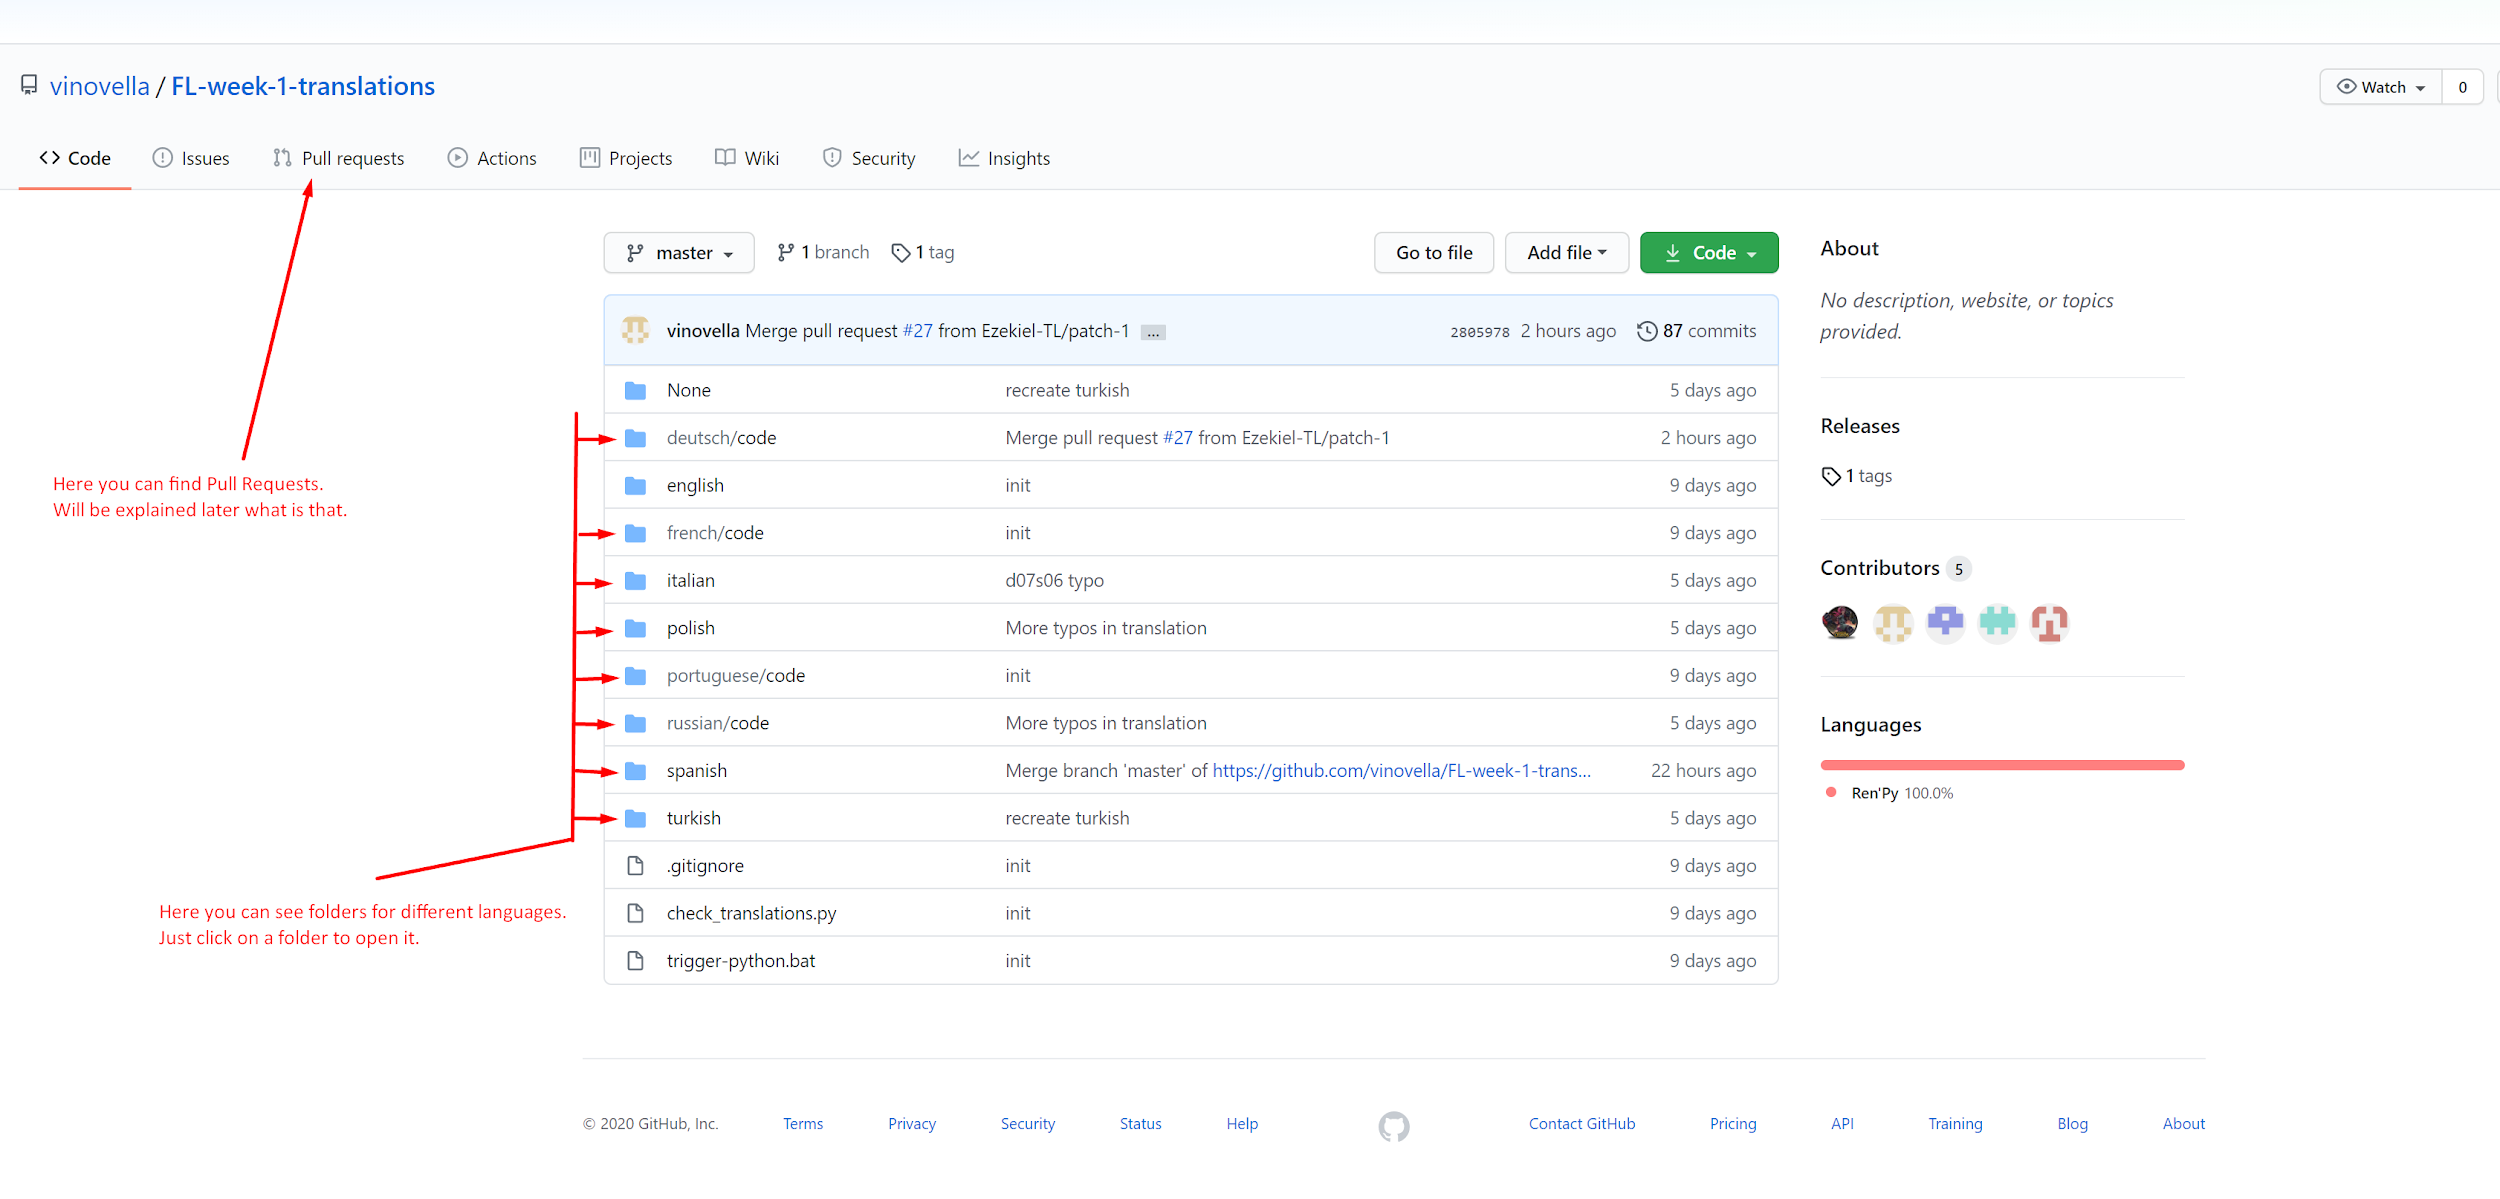 vinovella / FL-week-1-translations
Watch 0
Code Issues Pull requests Actions Projects Wiki Security Insights
master 1 branch 1 tag Go to file Add file Code
vinovella Merge pull request #27 from Ezekiel-TL/patch-1 ... 2805978 2 hours ago 87 commits
None recreate turkish 5 days ago
deutsch/code Merge pull request #27 from Ezekiel-TL/patch-1 2 hours ago
english init 9 days ago
french/code init 9 days ago
italian d07s06 typo 5 days ago
polish More typos in translation 5 days ago
portuguese/code init 9 days ago
russian/code More typos in translation 5 days ago
spanish Merge branch 'master' of https://github.com/vinovella/FL-week-1-trans... 22 hours ago
turkish recreate turkish 5 days ago
.gitignore init 9 days ago
check_translations.py init 9 days ago
trigger-python.bat init 9 days ago
Here you can find Pull Requests.
Will be explained later what is that.
Here you can see folders for different languages.
Just click on a folder to open it.
About
No description, website, or topics
provided.
Releases
1 tags
Contributors 5
Languages
Ren'Py 100.0%
© 2020 GitHub, Inc. Terms Privacy Security Status Help Contact GitHub Pricing API Training Blog About